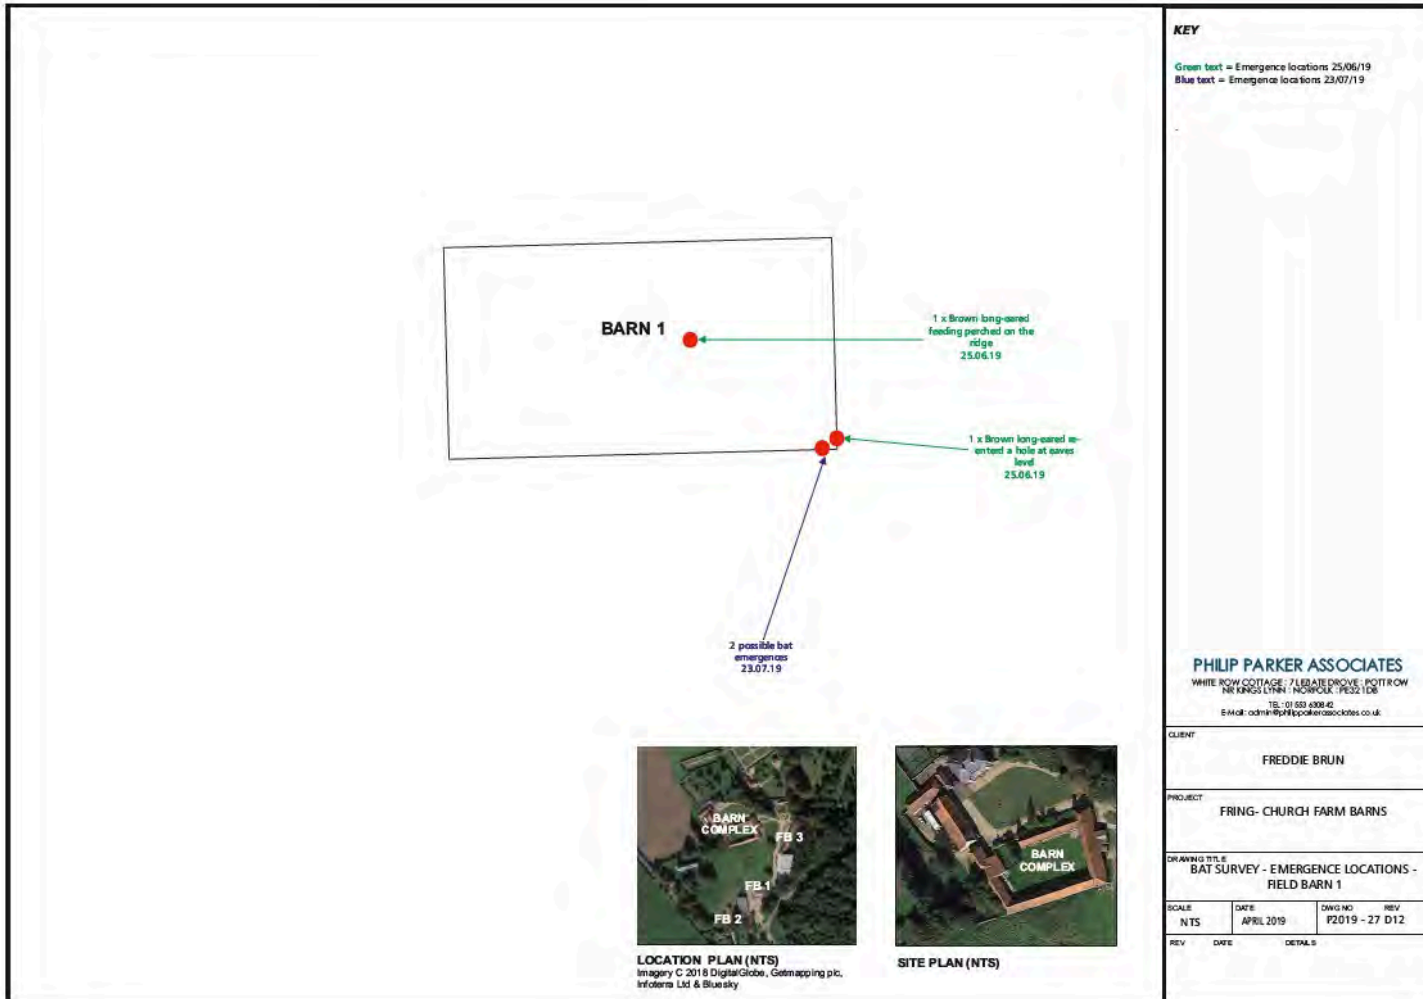 KEY
Green text = Emergence locations 25/06/19
Blue text = Emergence locations 23/07/19
BARN 1
1 x Brown long-eared
feeding perched on the
ridge
25.06.19
1 x Brown long-eared re-
enterd a hole at eaves
level
25.06.19
2 possible bat
emergences
23.07.19
BARN
COMPLEX
FB 3
FB 1
FB 2
LOCATION PLAN (NTS)
Imagery C 2018 DigitalGlobe, Getmapping plc,
Infoterra Ltd & Bluesky
BARN
COMPLEX
SITE PLAN (NTS)
PHILIP PARKER ASSOCIATES
WHITE ROW COTTAGE : 7 LEZIATE DROVE : POTT ROW
NR KINGS LYNN : NORFOLK : PE32 1DB
TEL : 01553 630842
E-Mail : admin@philipparkerassociates.co.uk
CLIENT
FREDDIE BRUN
PROJECT
FRING- CHURCH FARM BARNS
DRAWING TITLE
BAT SURVEY - EMERGENCE LOCATIONS -
FIELD BARN 1
SCALE DATE DWG NO REV
NTS APRIL 2019 P2019 - 27 D12
REV DATE DETAILS